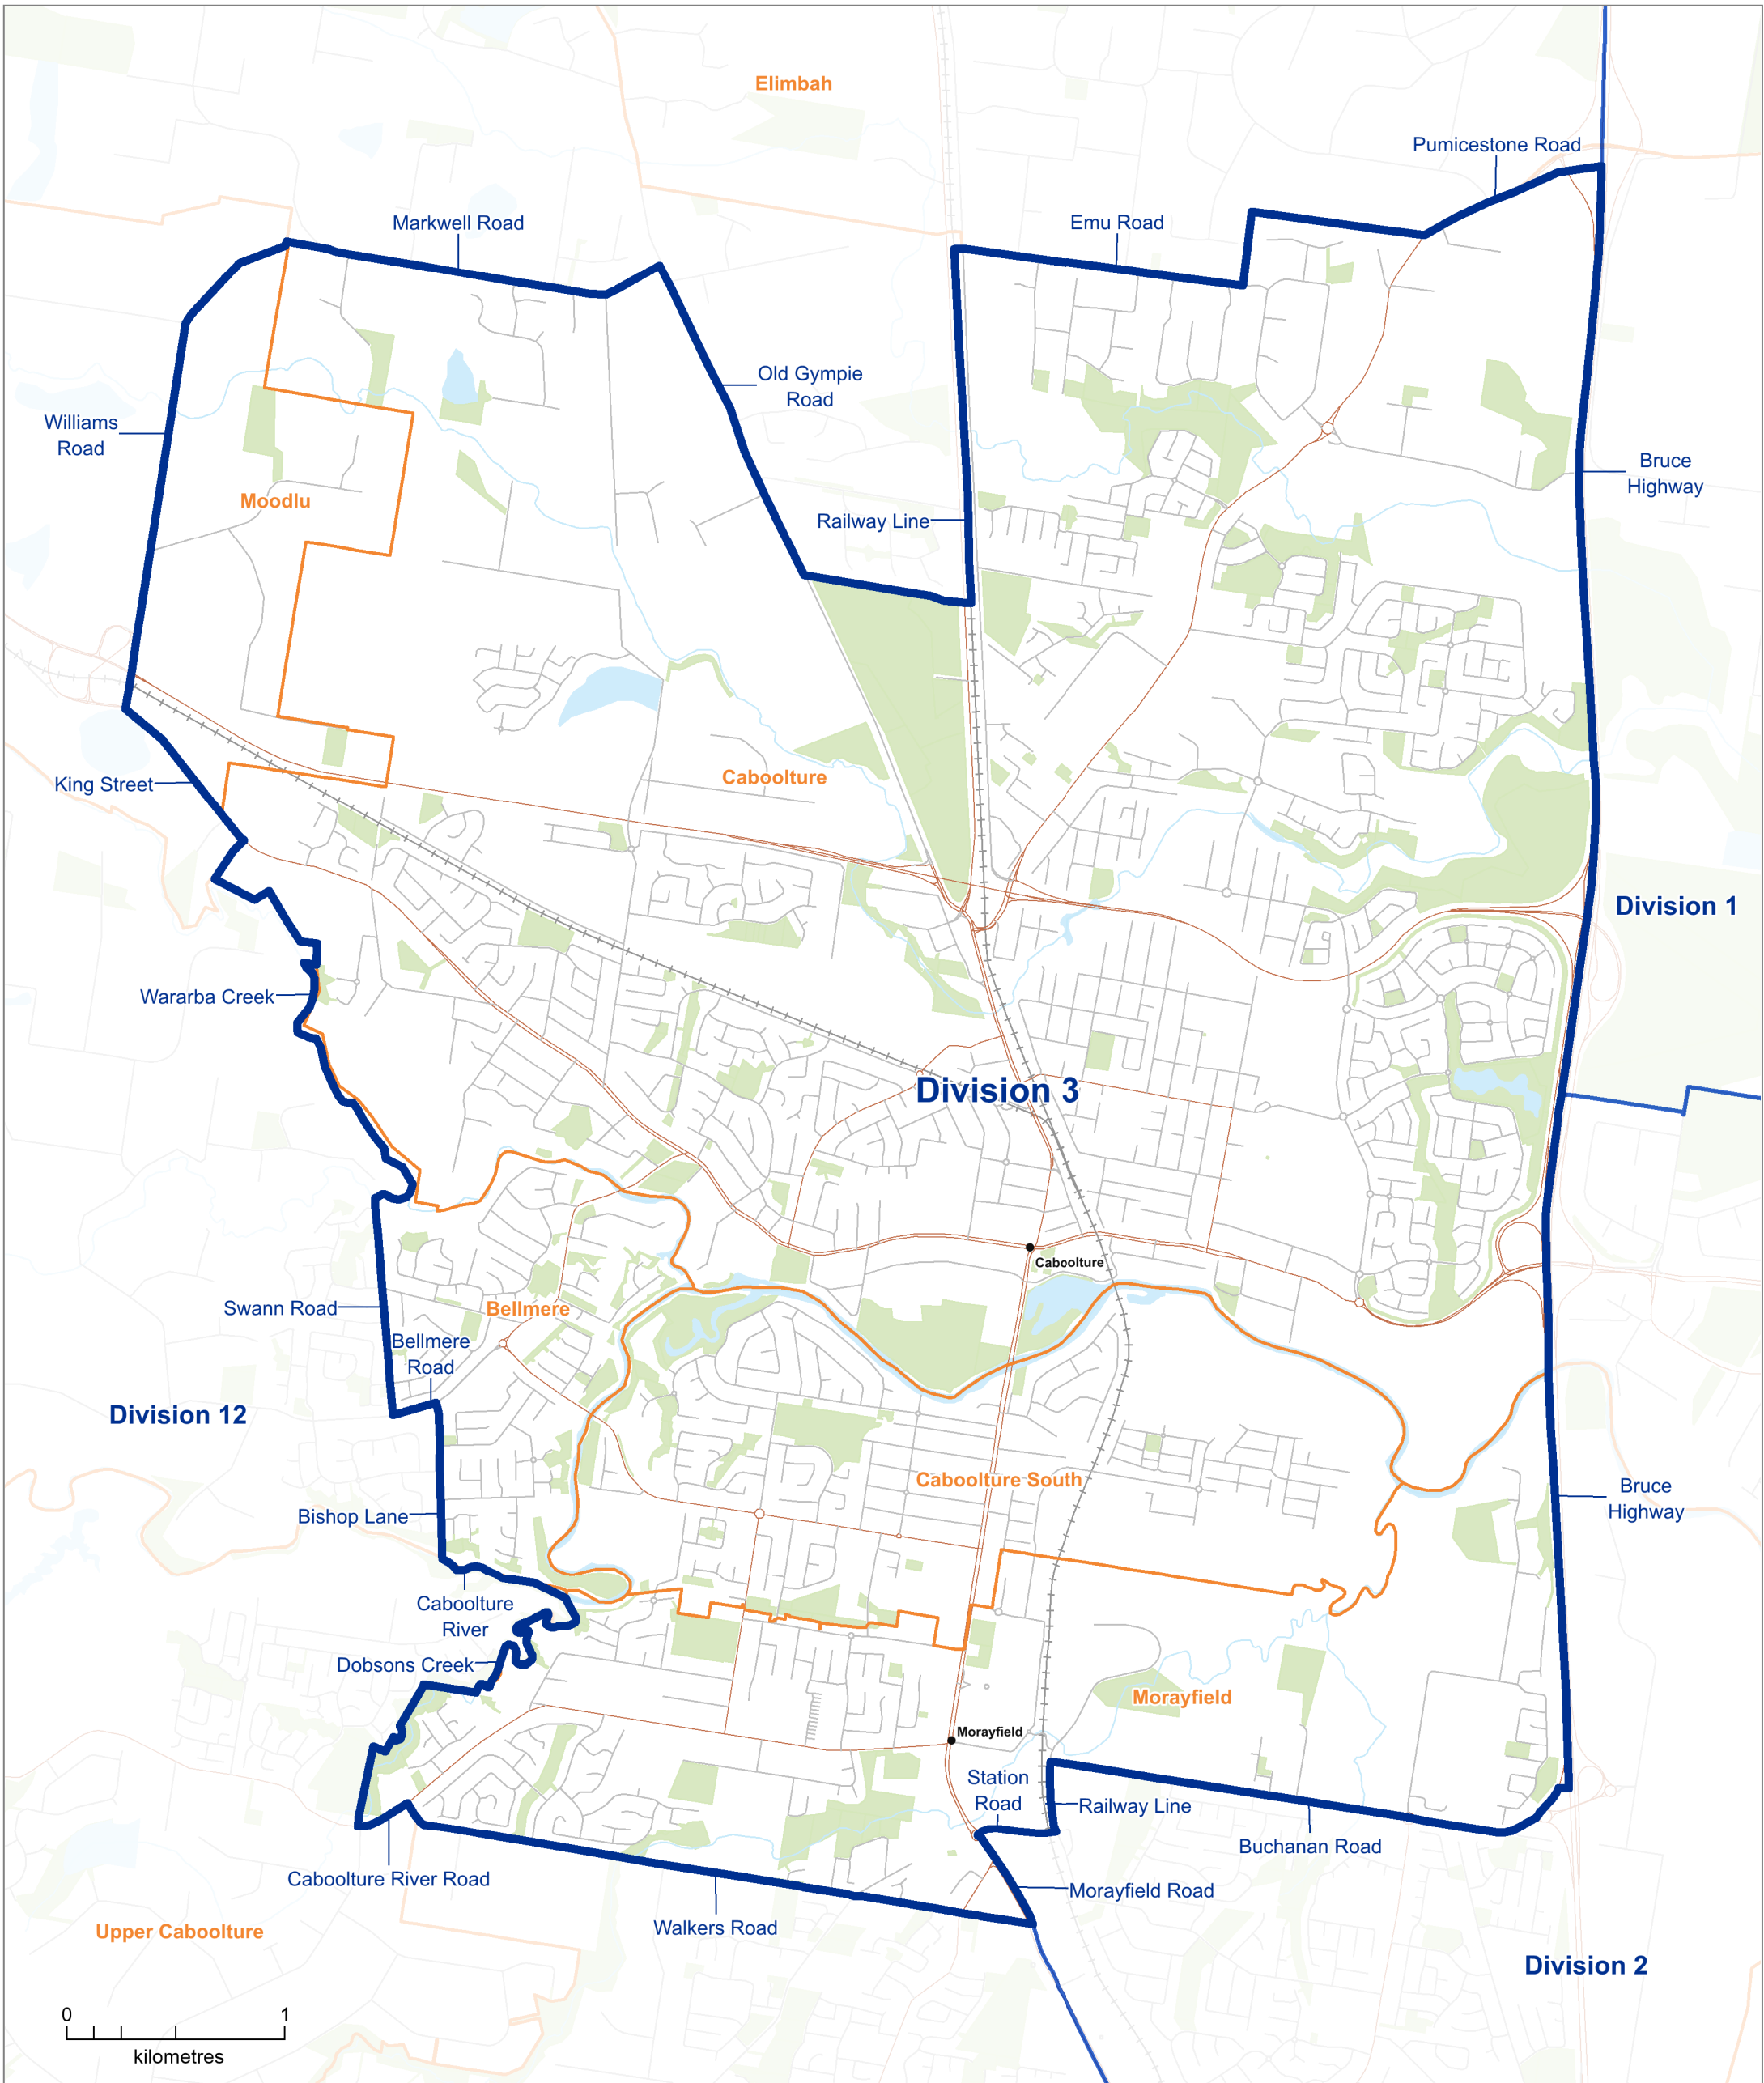 Elimbah
Pumicestone Road
Markwell Road
Emu Road
Old Gympie
Road
Williams
Road
Bruce
Highway
Moodlu
Railway Line
Caboolture
King Street
Division 1
Wararba Creek
Division 3
Caboolture
Swann Road
Bellmere
Bellmere
Road
Division 12
Caboolture South
Bruce
Highway
Bishop Lane
Caboolture
River
Dobsons Creek
Morayfield
Morayfield
Station
Road
Railway Line
Buchanan Road
Caboolture River Road
Morayfield Road
Walkers Road
Upper Caboolture
Division 2
0 1
kilometres